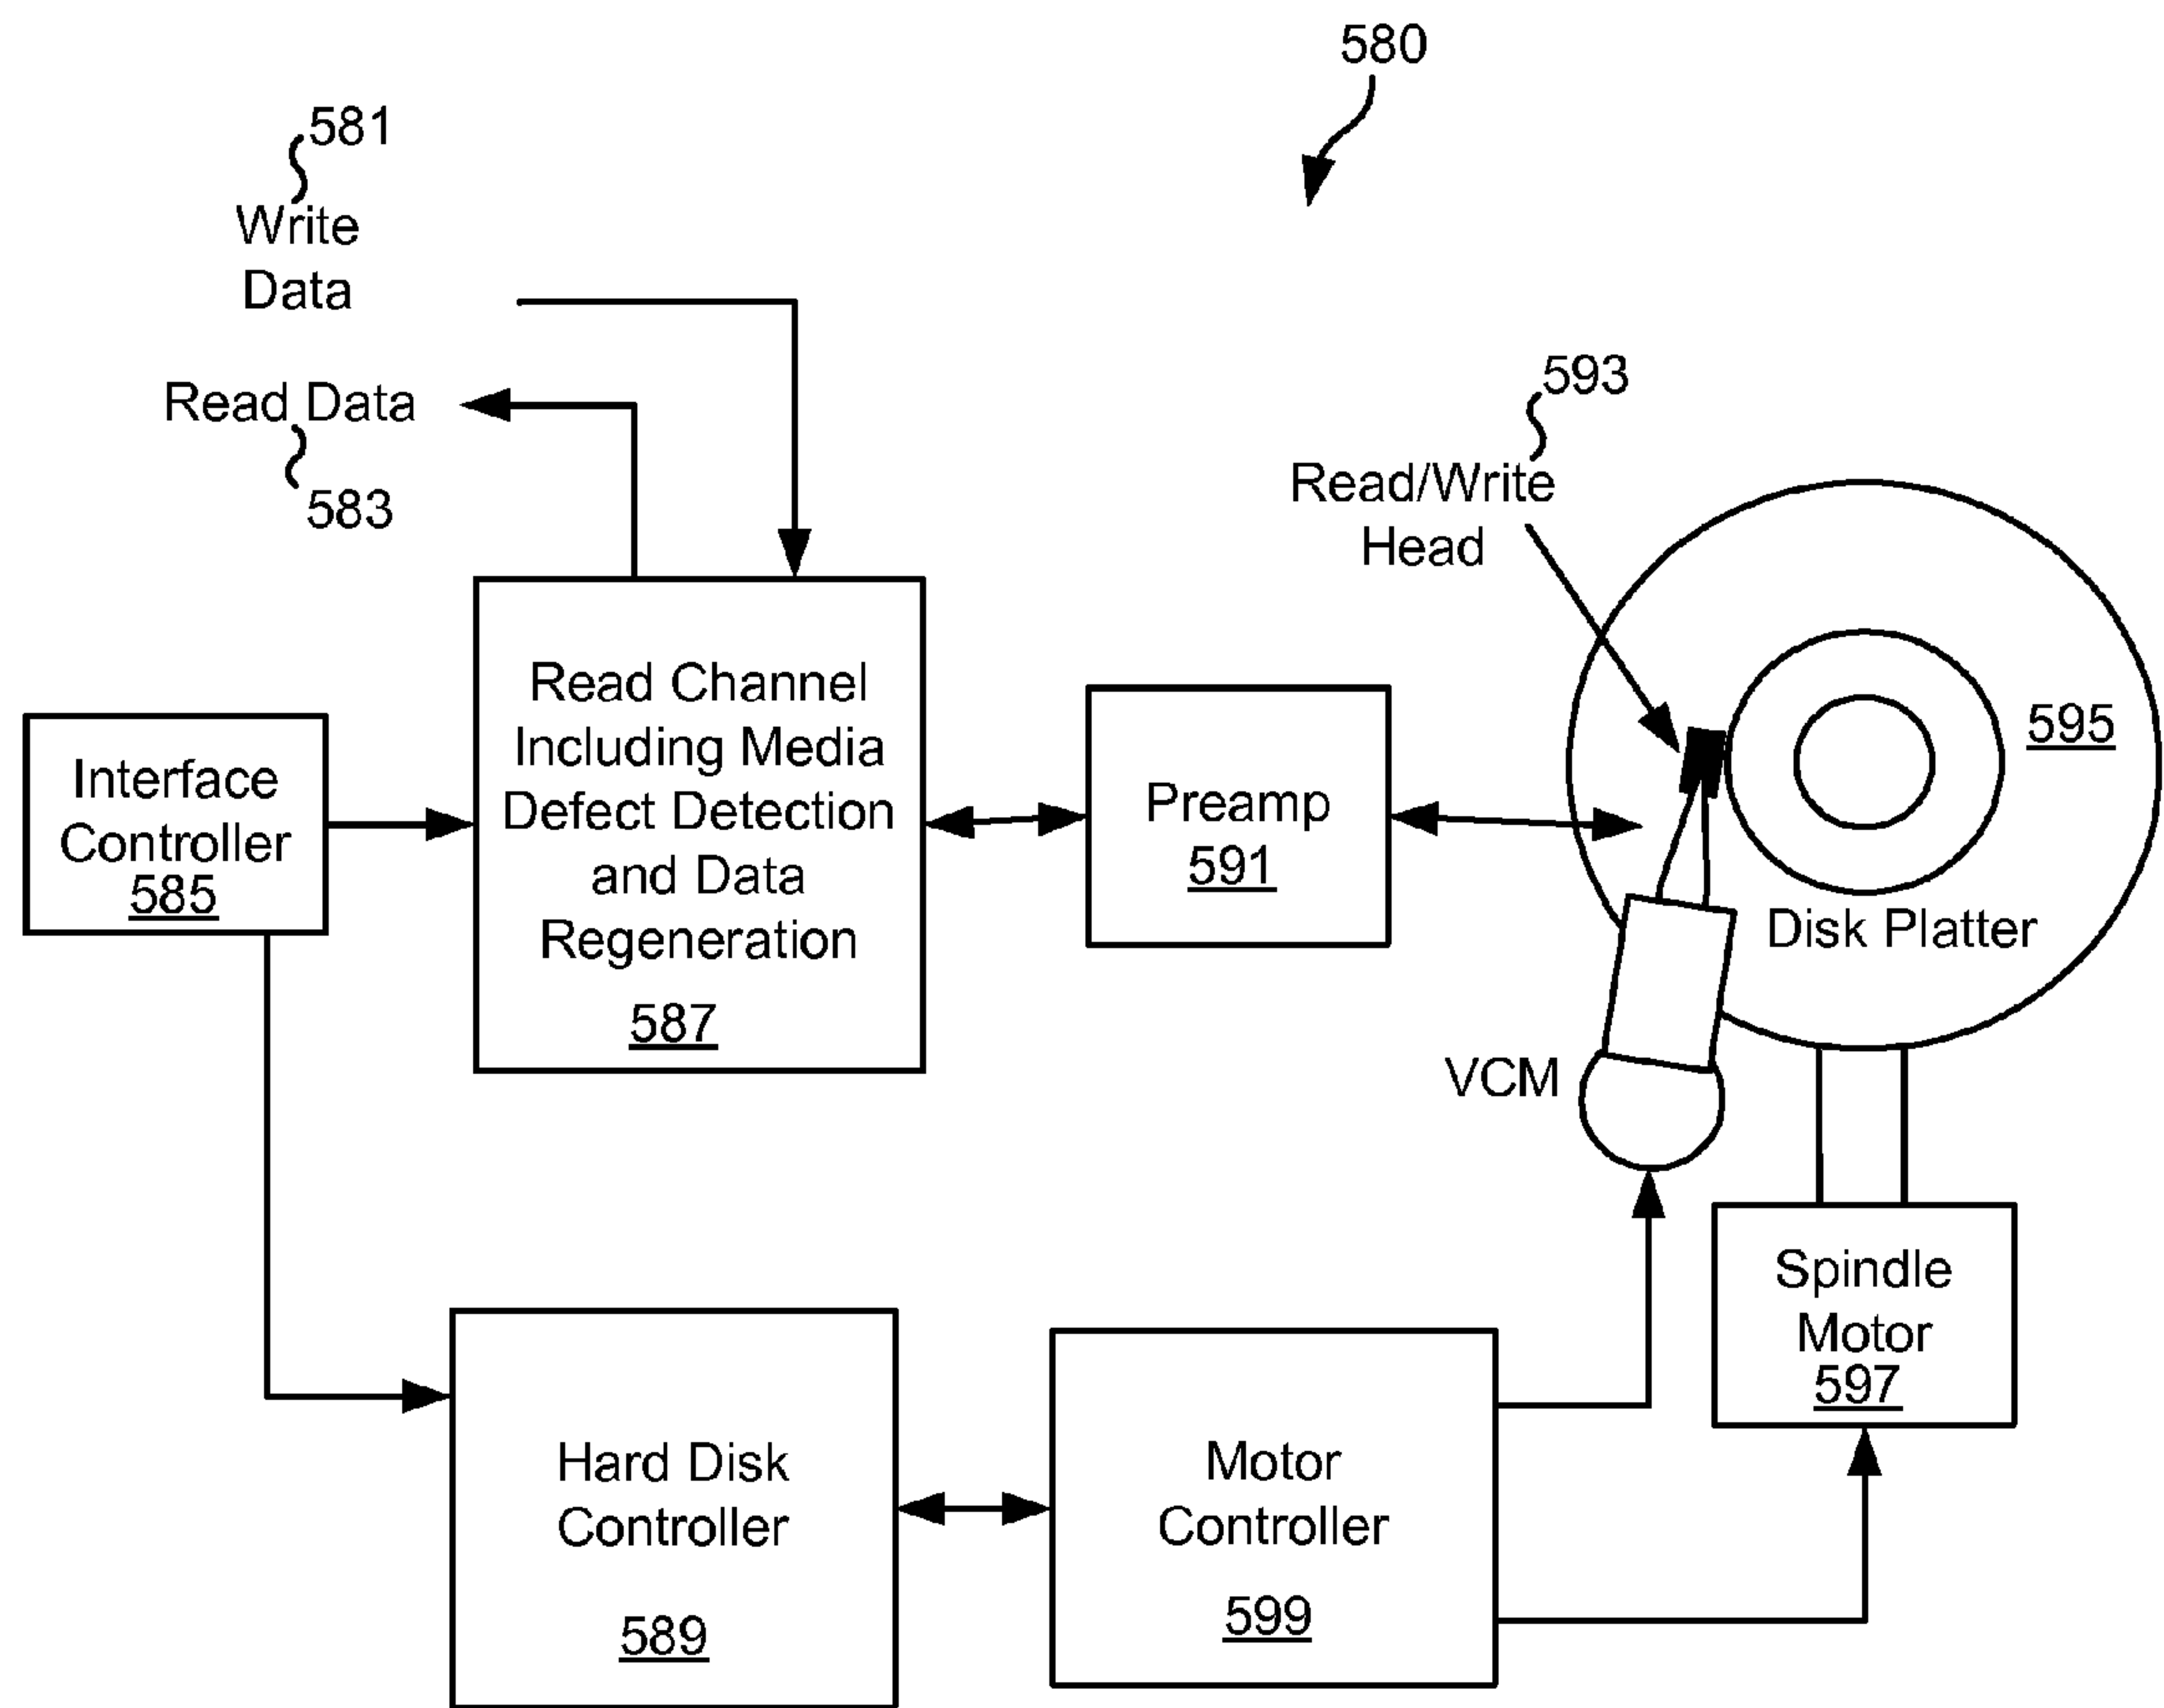 580
581
Write
Data
Read Data
583
593
Read/Write
Head
Interface
Controller
585
Read Channel
Including Media
Defect Detection
and Data
Regeneration
587
Preamp
591
595
Disk Platter
VCM
Spindle
Motor
597
Hard Disk
Controller
589
Motor
Controller
599